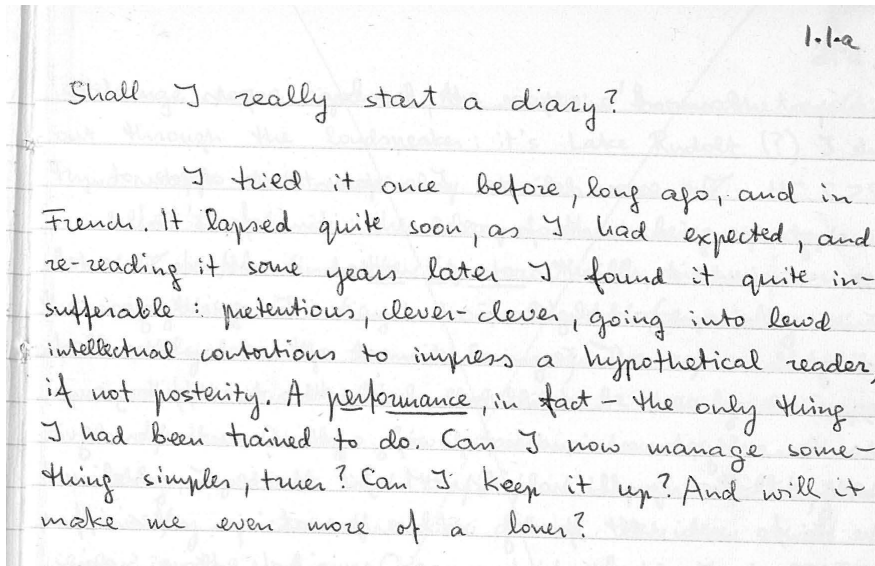 1.1.a
Shall I really start a diary?
I tried it once before, long ago, and in
French. It lapsed quite soon, as I had expected, and
re-reading it some years later I found it quite in-
sufferable: pretentious, clever-clever, going into lewd
intellectual contortions to impress a hypothetical reader,
if not posterity. A performance, in fact – the only thing
I had been trained to do. Can I now manage some-
thing simpler, truer? Can I keep it up? And will it
make me even more of a loner?